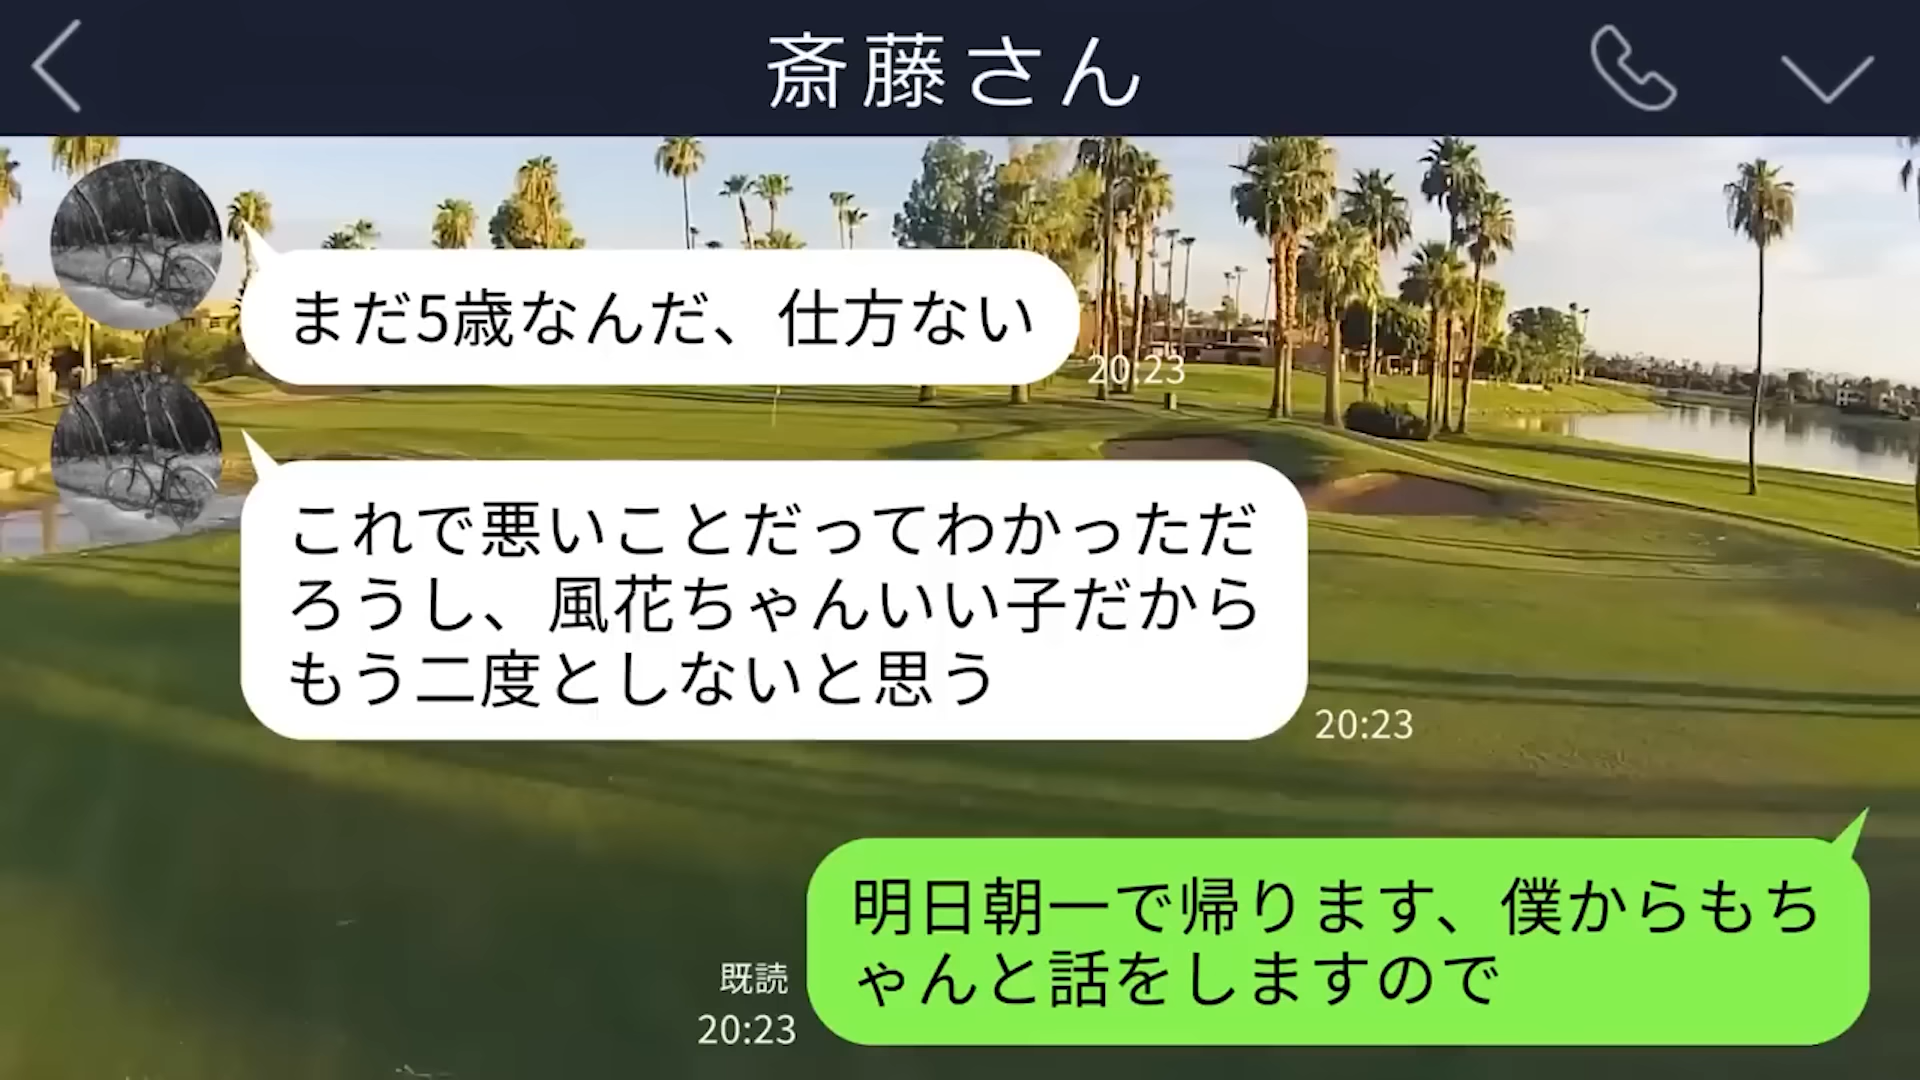 斎藤さん
まだ5歳なんだ、仕方ない
20:23
これで悪いことだってわかっただ
ろうし、風花ちゃんいい子だから
もう二度としないと思う
20:23
明日朝一で帰ります、僕からもち
ゃんと話をしますので
既読
20:23